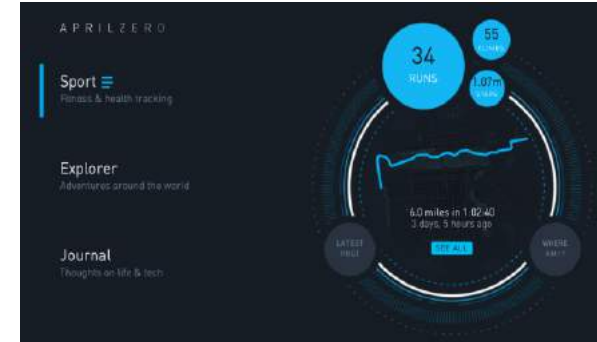 APRILZERO
Sport
Fitness & health tracking
Explorer
Adventures around the world
Journal
Thoughts on life & tech
34
RUNS
55
CLIMBS
1.07m
6.0 miles in 1:02:40
3 days, 5 hours ago
SEE ALL
LATEST
WHERE
AM I?